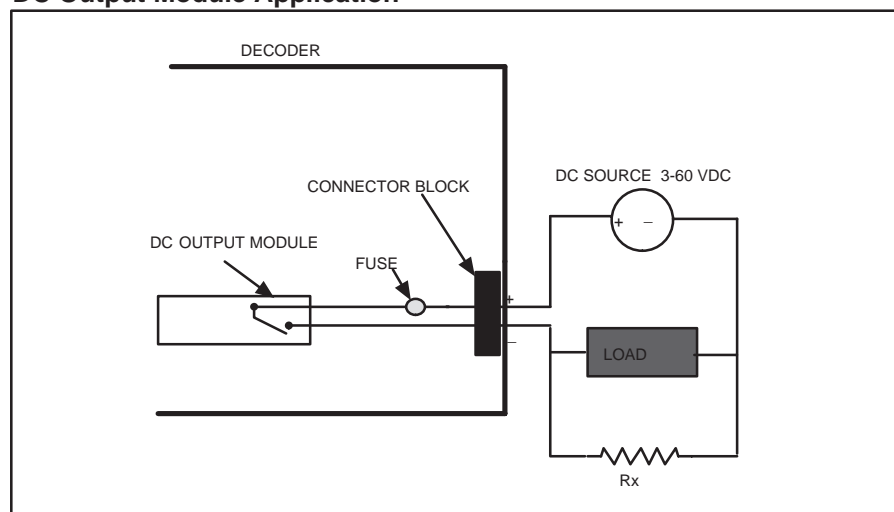 DC Output Module Application
DECODER
DC SOURCE 3-60 VDC
CONNECTOR BLOCK
+ −
DC OUTPUT MODULE
FUSE
+
LOAD
−
Rx